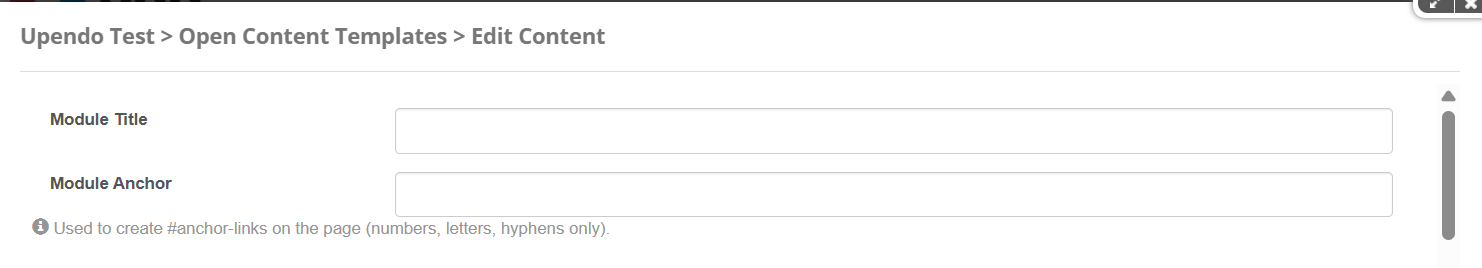 Upendo Test > Open Content Templates > Edit Content
Module Title
Module Anchor
Used to create #anchor-links on the page (numbers, letters, hyphens only).